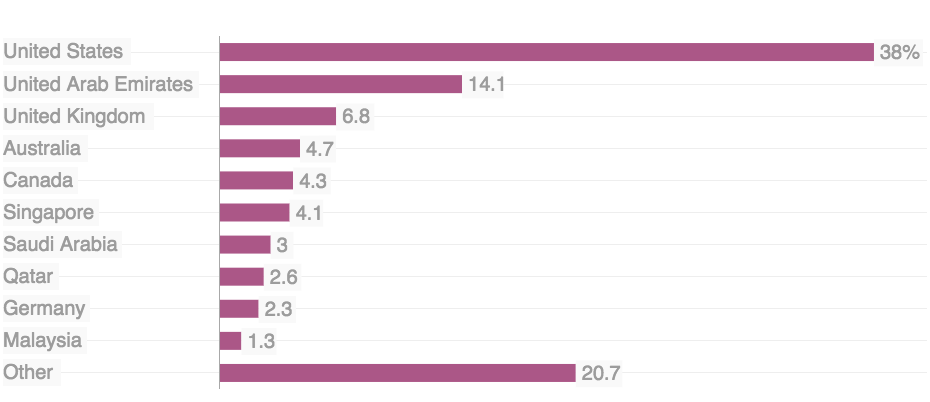 United States 38%
United Arab Emirates 14.1
United Kingdom 6.8
Australia 4.7
Canada 4.3
Singapore 4.1
Saudi Arabia 3
Qatar 2.6
Germany 2.3
Malaysia 1.3
Other 20.7